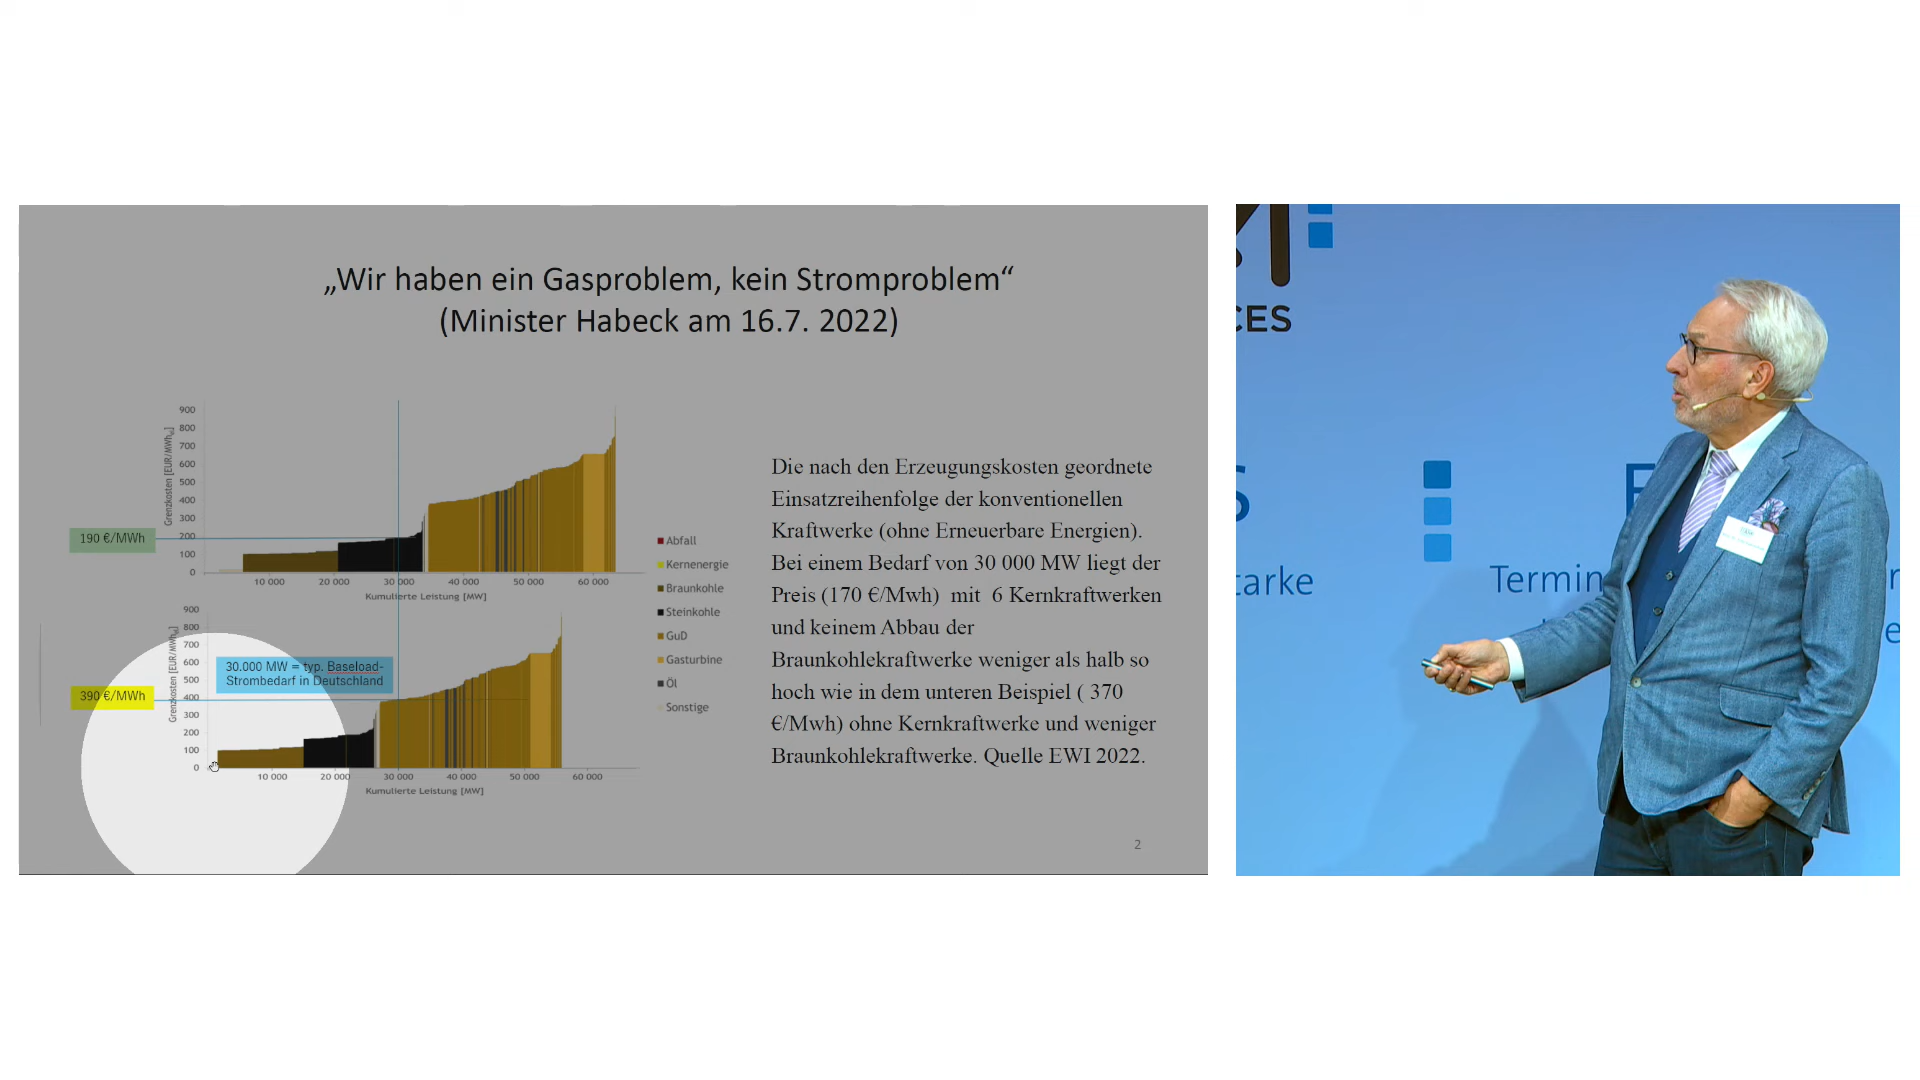 „Wir haben ein Gasproblem, kein Stromproblem“
(Minister Habeck am 16.7. 2022)
900
800
700
600
500
400
300
200
100
0
Grenzkosten [EUR/MWhel]
190 €/MWh
10 000
20 000
30 000
40 000
50 000
60 000
Kumulierte Leistung [MW]
900
800
700
600
500
400
300
200
100
0
Grenzkosten [EUR/MWhel]
30.000 MW = typ. Baseload-
Strombedarf in Deutschland
390 €/MWh
10 000
20 000
30 000
40 000
50 000
60 000
Kumulierte Leistung [MW]
Abfall
Kernenergie
Braunkohle
Steinkohle
GuD
Gasturbine
Öl
Sonstige
Die nach den Erzeugungskosten geordnete
Einsatzreihenfolge der konventionellen
Kraftwerke (ohne Erneuerbare Energien).
Bei einem Bedarf von 30 000 MW liegt der
Preis (170 €/Mwh) mit 6 Kernkraftwerken
und keinem Abbau der
Braunkohlekraftwerke weniger als halb so
hoch wie in dem unteren Beispiel ( 370
€/Mwh) ohne Kernkraftwerke und weniger
Braunkohlekraftwerke. Quelle EWI 2022.
2
CES
S
tarke
Termin